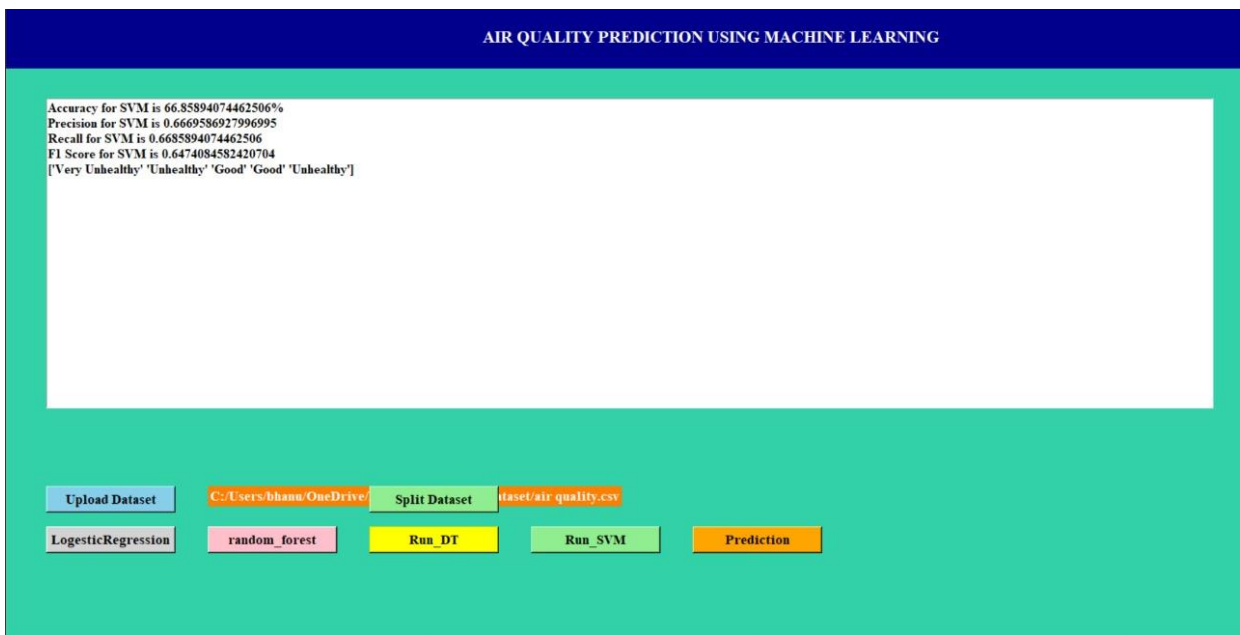 AIR QUALITY PREDICTION USING MACHINE LEARNING
Accuracy for SVM is 66.85894074462506%
Precision for SVM is 0.6669586927996995
Recall for SVM is 0.6685894074462506
F1 Score for SVM is 0.6474084582420704
['Very Unhealthy' 'Unhealthy' 'Good' 'Good' 'Unhealthy']
Upload Dataset C:/Users/bhanu/OneDrive/ Split Dataset taset/air quality.csv
LogesticRegression random_forest Run_DT Run_SVM Prediction